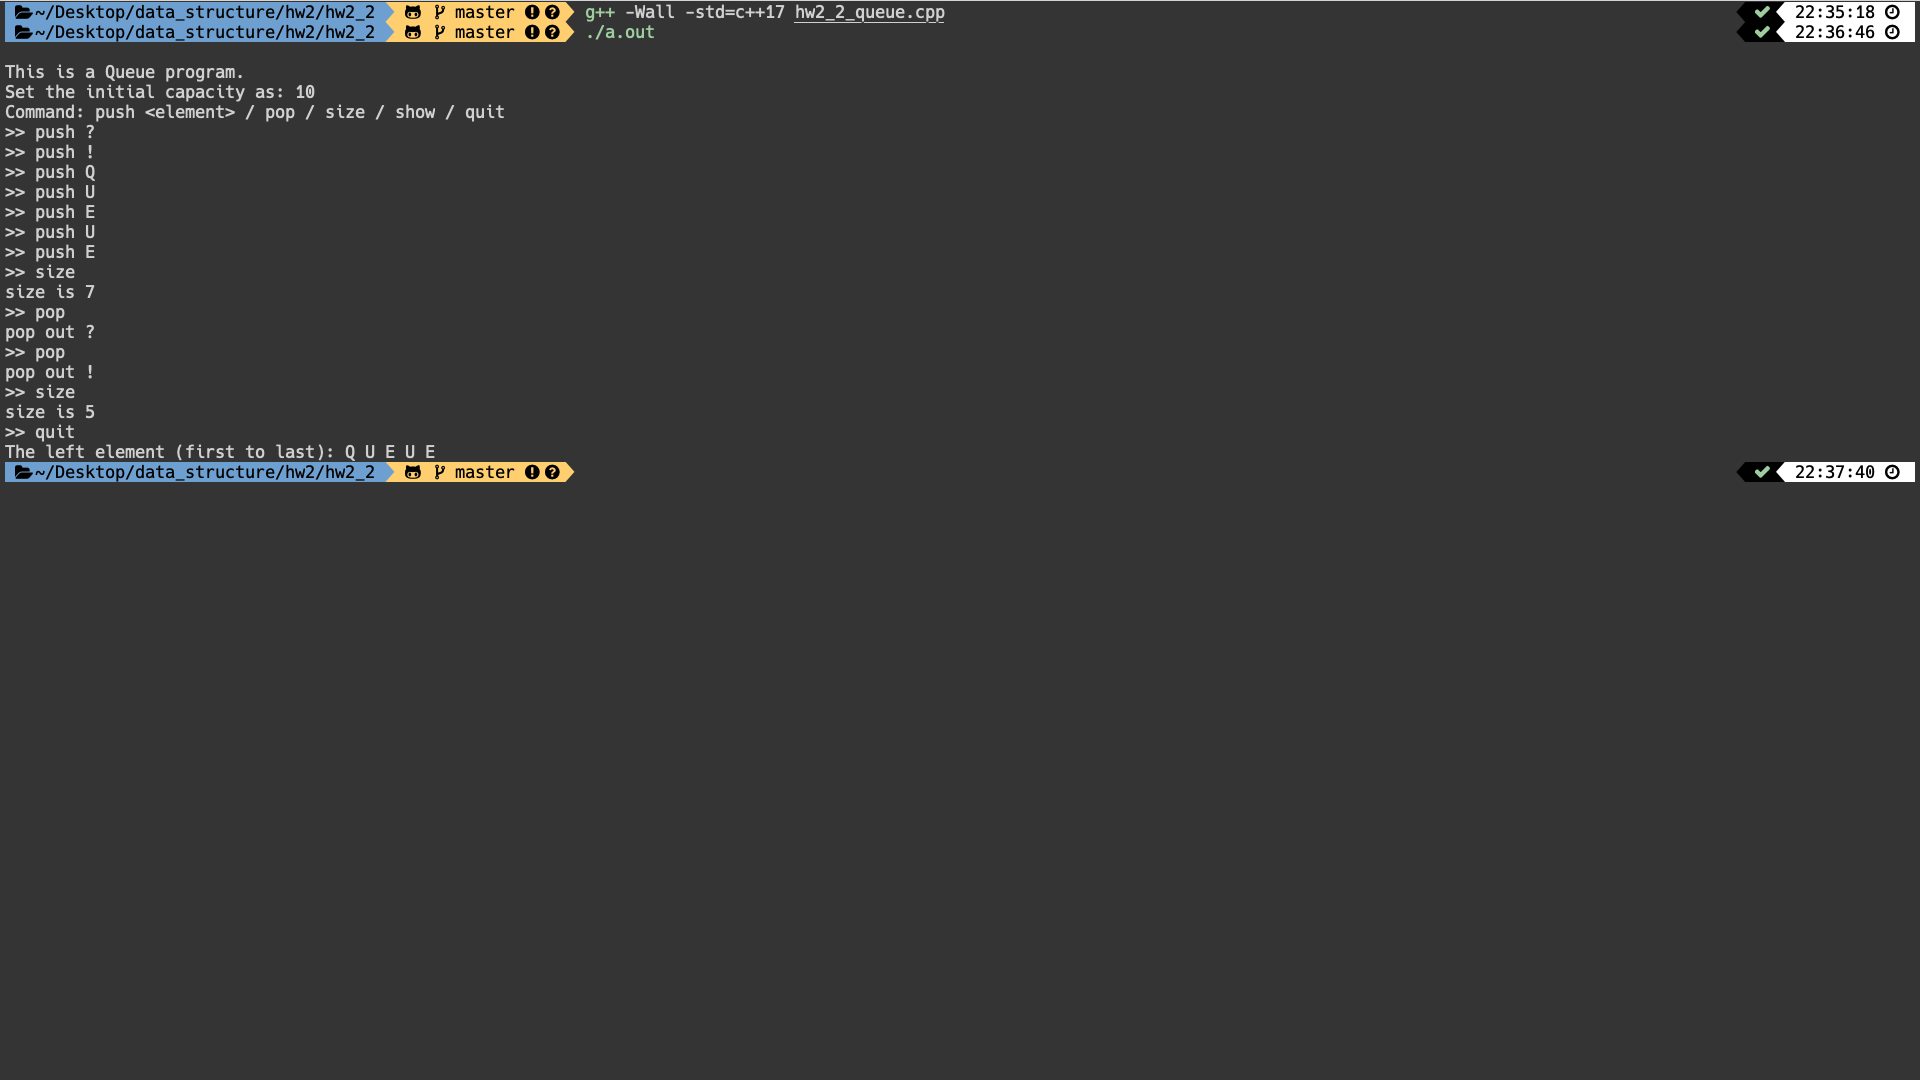 ~/Desktop/data_structure/hw2/hw2_2 master g++ -Wall -std=c++17 hw2_2_queue.cpp 22:35:18
~/Desktop/data_structure/hw2/hw2_2 master ./a.out 22:36:46
This is a Queue program.
Set the initial capacity as: 10
Command: push <element> / pop / size / show / quit
>> push ?
>> push !
>> push Q
>> push U
>> push E
>> push U
>> push E
>> size
size is 7
>> pop
pop out ?
>> pop
pop out !
>> size
size is 5
>> quit
The left element (first to last): Q U E U E
~/Desktop/data_structure/hw2/hw2_2 master 22:37:40